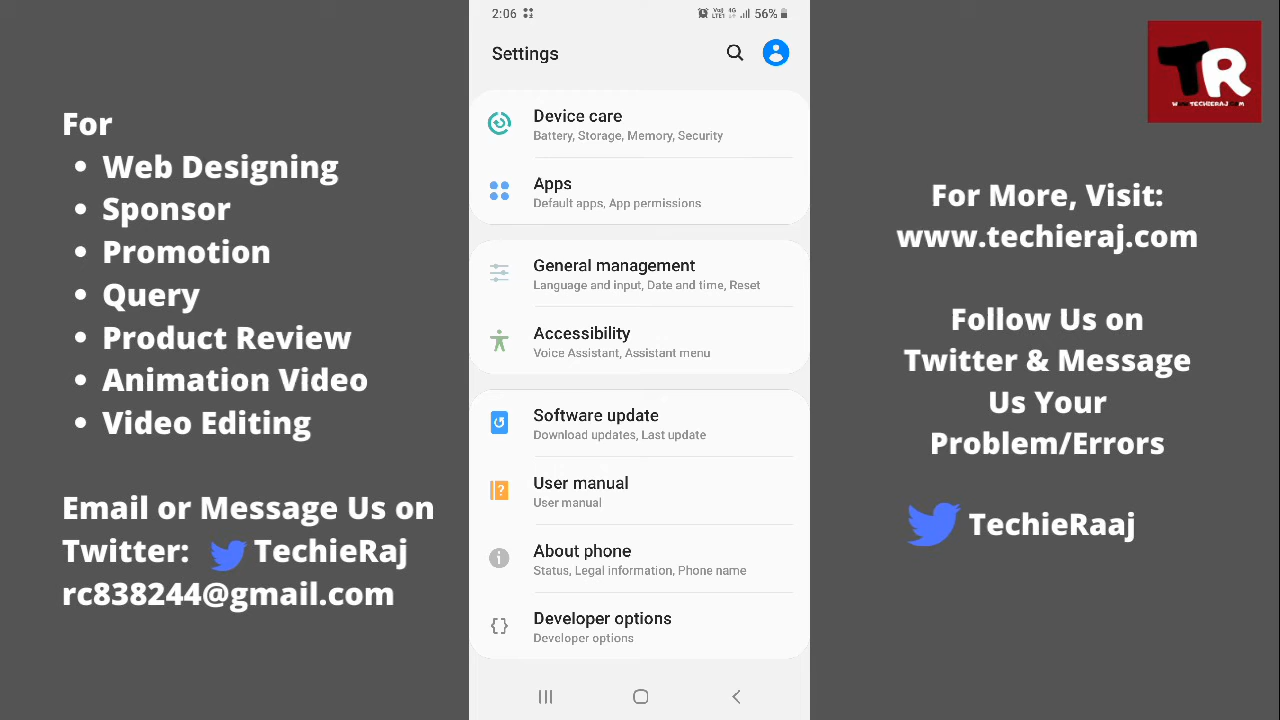 For
• Web Designing
• Sponsor
• Promotion
• Query
• Product Review
• Animation Video
• Video Editing
Email or Message Us on
Twitter: TechieRaj
rc838244@gmail.com
2:06
56%
Settings
Device care
Battery, Storage, Memory, Security
Apps
Default apps, App permissions
General management
Language and input, Date and time, Reset
Accessibility
Voice Assistant, Assistant menu
Software update
Download updates, Last update
User manual
User manual
About phone
Status, Legal information, Phone name
Developer options
Developer options
TR
WWW.TECHIERAJ.COM
For More, Visit:
www.techieraj.com
Follow Us on
Twitter & Message
Us Your
Problem/Errors
TechieRaaj